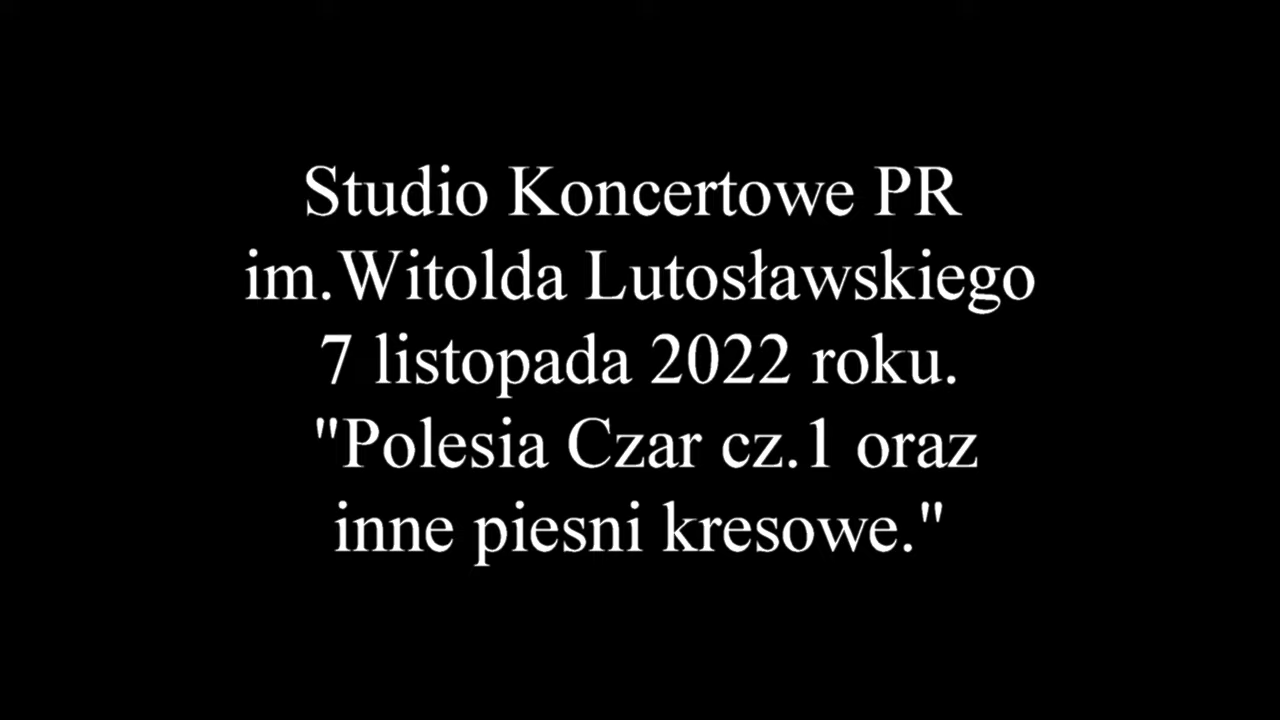 Studio Koncertowe PR
im.Witolda Lutosławskiego
7 listopada 2022 roku.
"Polesia Czar cz.1 oraz
inne piesni kresowe."